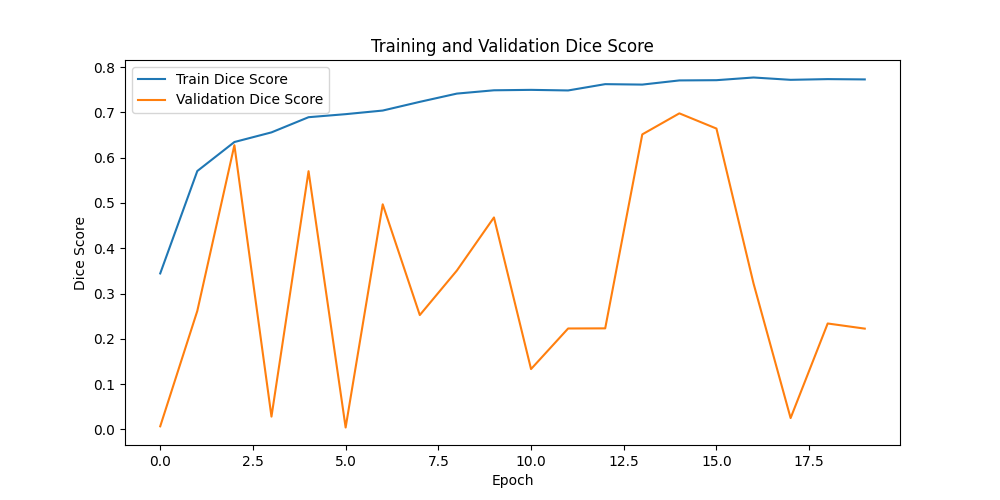 Training and Validation Dice Score
Train Dice Score
Validation Dice Score
Dice Score
0.8
0.7
0.6
0.5
0.4
0.3
0.2
0.1
0.0
0.0 2.5 5.0 7.5 10.0 12.5 15.0 17.5
Epoch